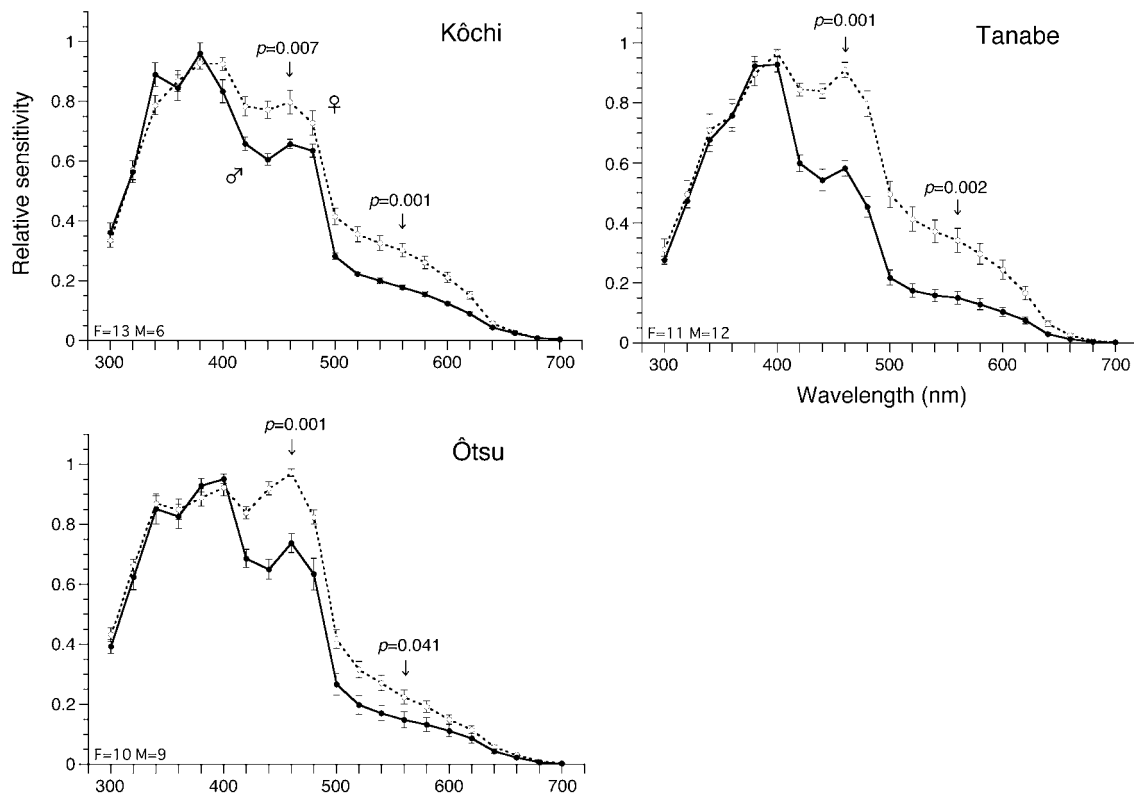 Kôchi
p=0.007
♀
♂
p=0.001
Relative sensitivity
1
0.8
0.6
0.4
0.2
0
F=13 M=6
300 400 500 600 700
Tanabe
p=0.001
p=0.002
1
0.8
0.6
0.4
0.2
0
F=11 M=12
300 400 500 600 700
Wavelength (nm)
Ôtsu
p=0.001
p=0.041
1
0.8
0.6
0.4
0.2
0
F=10 M=9
300 400 500 600 700